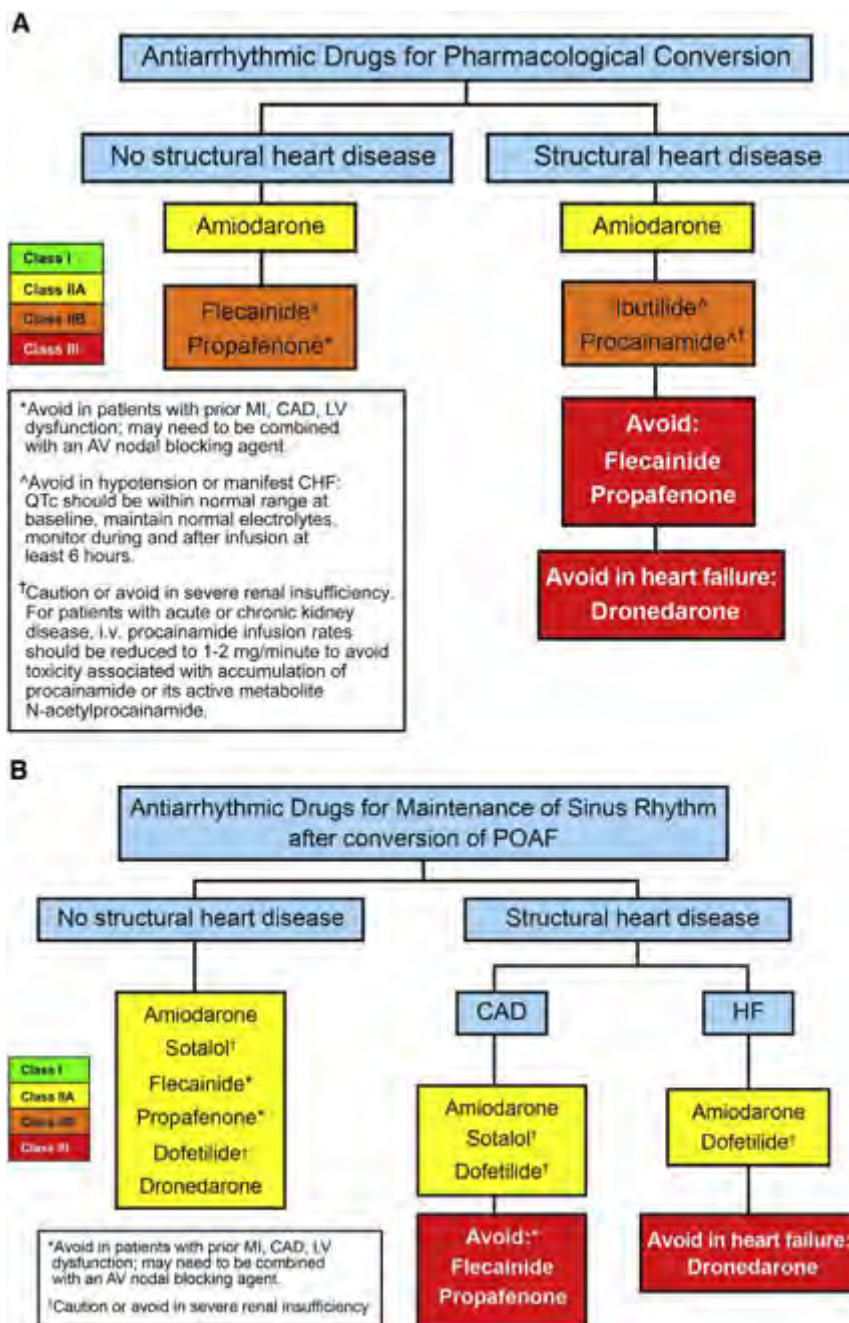 A
Antiarrhythmic Drugs for Pharmacological Conversion
No structural heart disease
Structural heart disease
Amiodarone
Amiodarone
Class I
Class IIA
Class IIB
Class III
Flecainide*
Propafenone*
Ibutilide^
Procainamide^†
*Avoid in patients with prior MI, CAD, LV
dysfunction; may need to be combined
with an AV nodal blocking agent
^Avoid in hypotension or manifest CHF:
QTc should be within normal range at
baseline, maintain normal electrolytes,
monitor during and after infusion at
least 6 hours.
†Caution or avoid in severe renal insufficiency.
For patients with acute or chronic kidney
disease, i.v. procainamide infusion rates
should be reduced to 1-2 mg/minute to avoid
toxicity associated with accumulation of
procainamide or its active metabolite
N-acetylprocainamide.
Avoid:
Flecainide
Propafenone
Avoid in heart failure:
Dronedarone
B
Antiarrhythmic Drugs for Maintenance of Sinus Rhythm
after conversion of POAF
No structural heart disease
Structural heart disease
CAD
HF
Amiodarone
Sotalol†
Flecainide*
Propafenone*
Dofetilide†
Dronedarone
Class I
Class IIA
Class IIB
Class III
Amiodarone
Sotalol†
Dofetilide†
Amiodarone
Dofetilide†
Avoid:*
Flecainide
Propafenone
Avoid in heart failure:
Dronedarone
*Avoid in patients with prior MI, CAD, LV
dysfunction; may need to be combined
with an AV nodal blocking agent.
†Caution or avoid in severe renal insufficiency